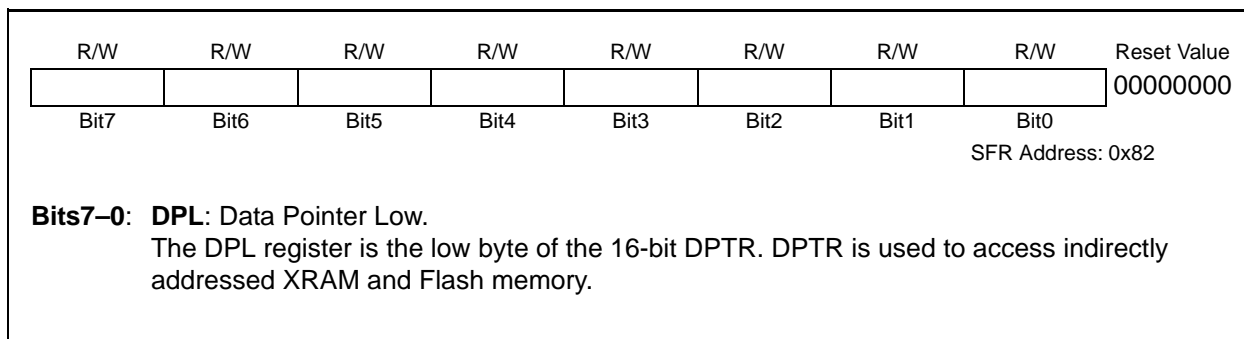 R/W R/W R/W R/W R/W R/W R/W R/W Reset Value
00000000
Bit7 Bit6 Bit5 Bit4 Bit3 Bit2 Bit1 Bit0
SFR Address: 0x82
Bits7–0: DPL: Data Pointer Low.
The DPL register is the low byte of the 16-bit DPTR. DPTR is used to access indirectly
addressed XRAM and Flash memory.